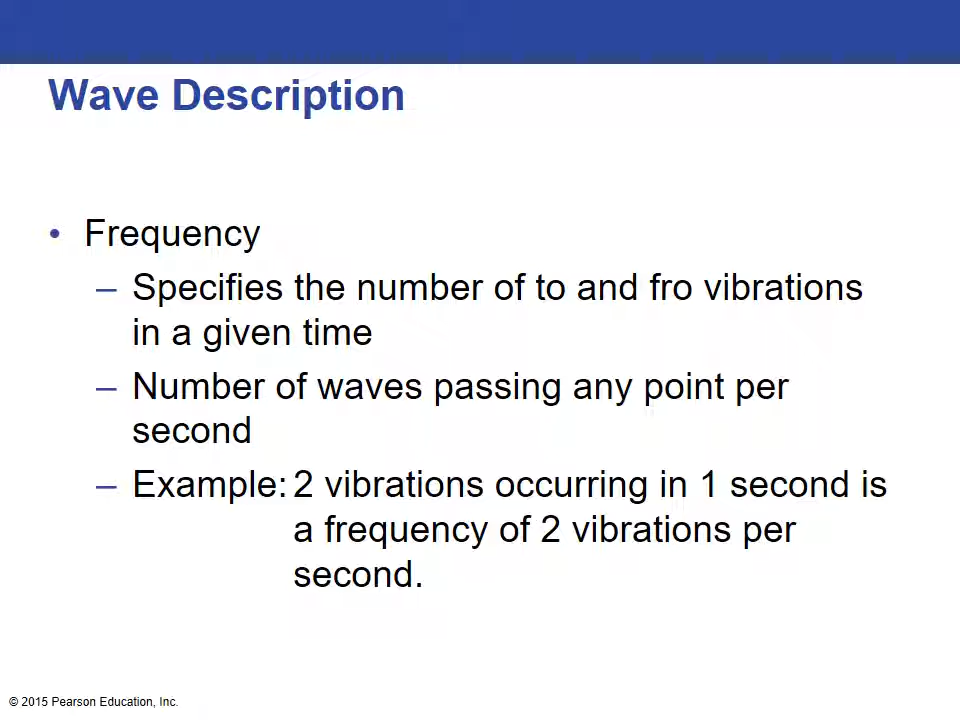 Wave Description
• Frequency
– Specifies the number of to and fro vibrations
in a given time
– Number of waves passing any point per
second
– Example: 2 vibrations occurring in 1 second is
a frequency of 2 vibrations per
second.
© 2015 Pearson Education, Inc.